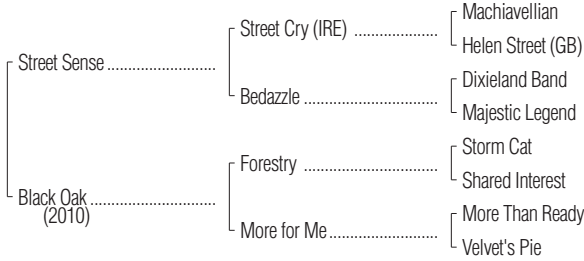 Machiavellian
Street Cry (IRE)
Helen Street (GB)
Street Sense
Dixieland Band
Bedazzle
Majestic Legend
Storm Cat
Forestry
Shared Interest
Black Oak
(2010)
More Than Ready
More for Me
Velvet's Pie